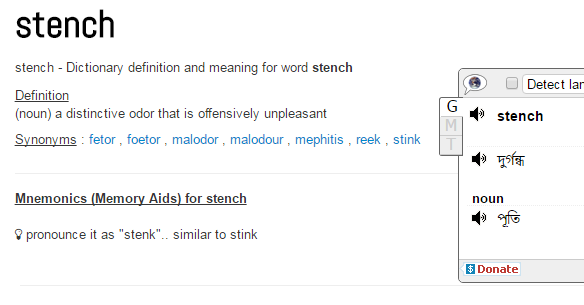 stench
stench - Dictionary definition and meaning for word stench
Definition
(noun) a distinctive odor that is offensively unpleasant
Synonyms : fetor , foetor , malodor , malodour , mephitis , reek , stink
Mnemonics (Memory Aids) for stench
pronounce it as "stenk".. similar to stink
Detect lan
G
M
T
stench
দুর্গন্ধ
noun
পূতি
$ Donate